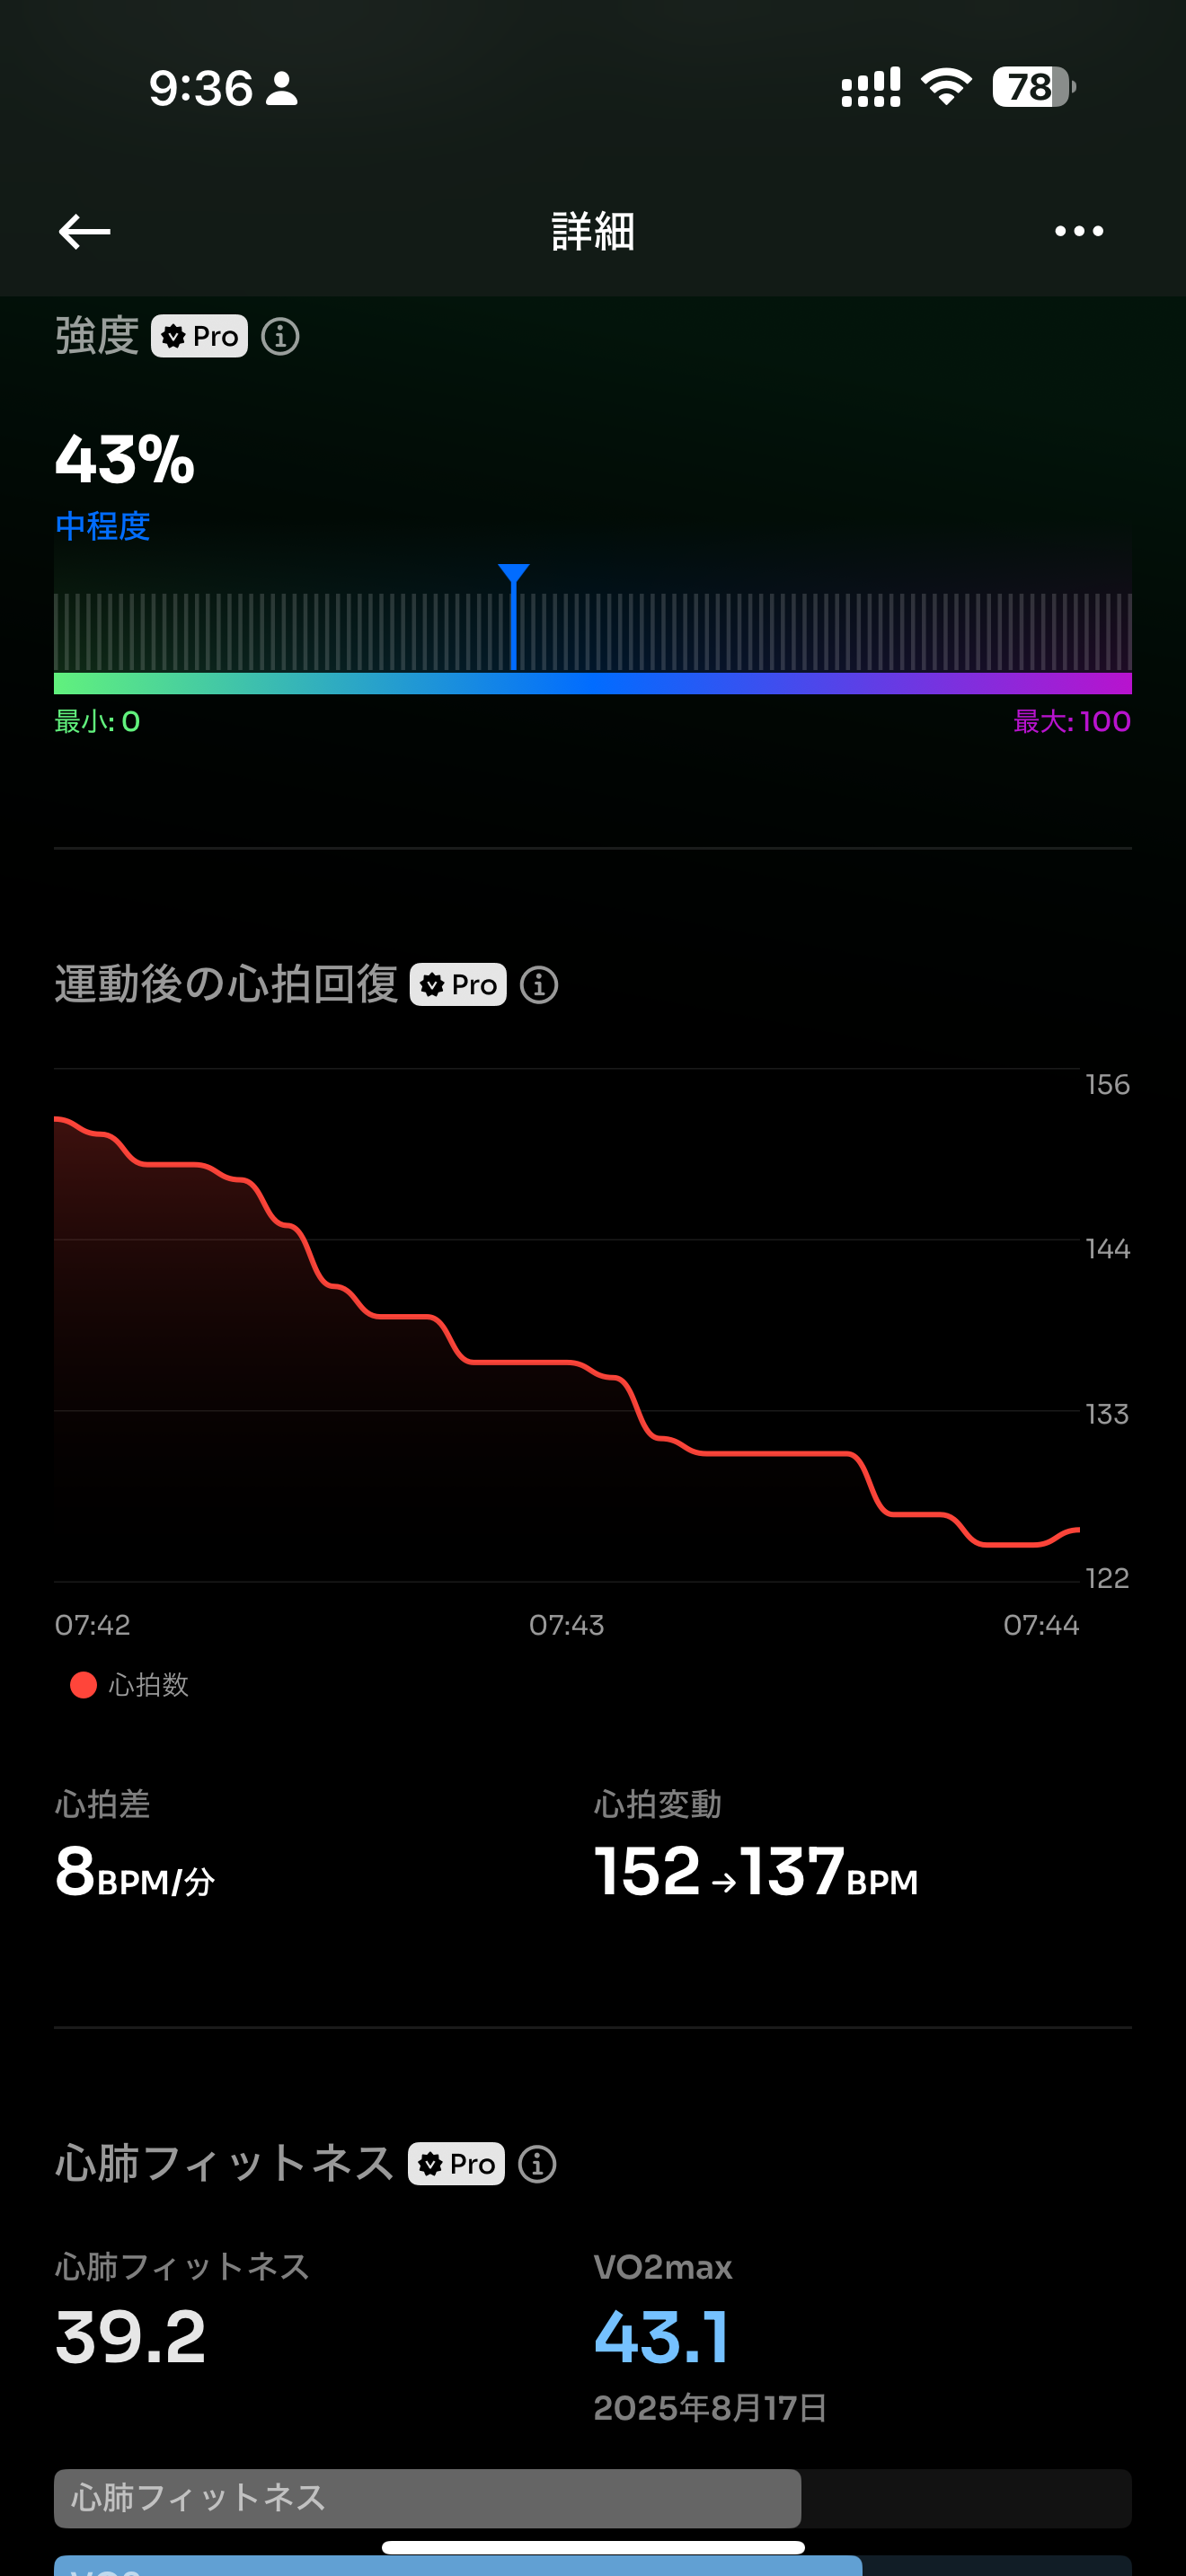 9:36
78
詳細
強度 Pro
43%
中程度
最小: 0
最大: 100
運動後の心拍回復 Pro
156
144
133
122
07:42 07:43 07:44
心拍数
心拍差 心拍変動
8BPM/分 152→137BPM
心肺フィットネス Pro
心肺フィットネス VO2max
39.2 43.1
2025年8月17日
心肺フィットネス